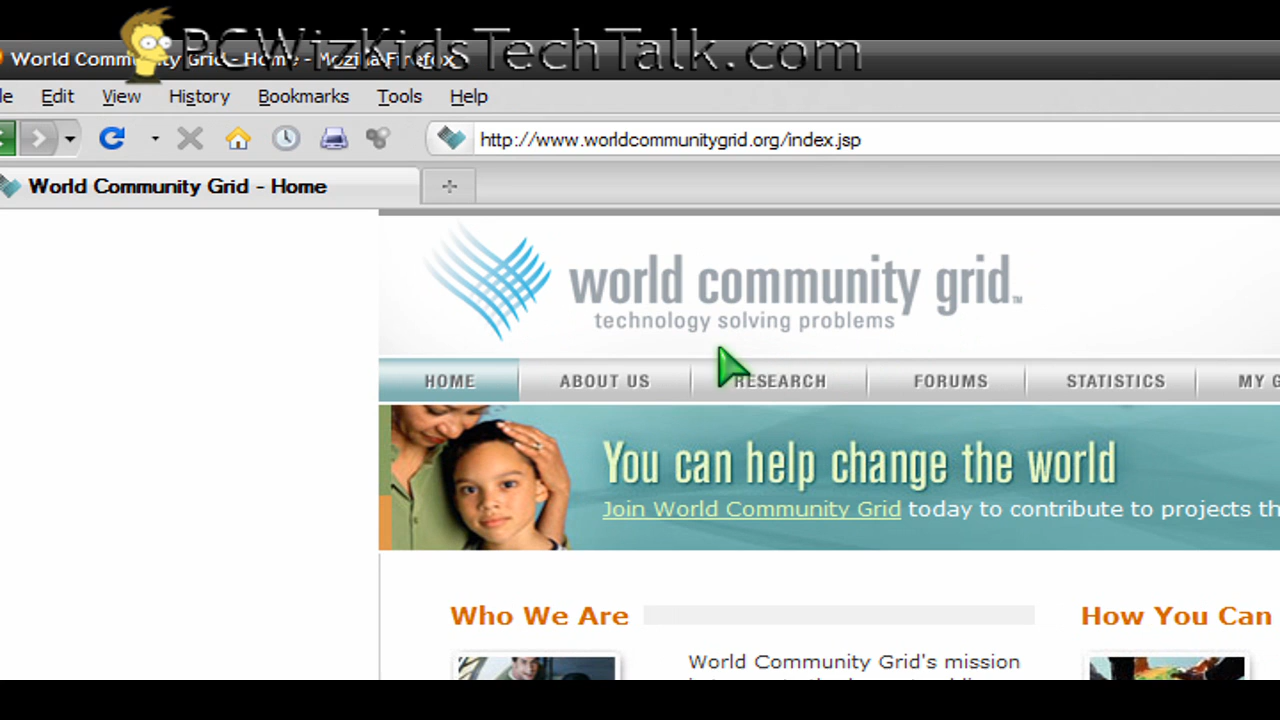 PCWizKidsTechTalk.com
World Community Grid - Home - Mozilla Firefox
le Edit View History Bookmarks Tools Help
http://www.worldcommunitygrid.org/index.jsp
World Community Grid - Home
world community grid.™
technology solving problems
HOME ABOUT US RESEARCH FORUMS STATISTICS MY G
You can help change the world
Join World Community Grid today to contribute to projects th
Who We Are
How You Can
World Community Grid's mission